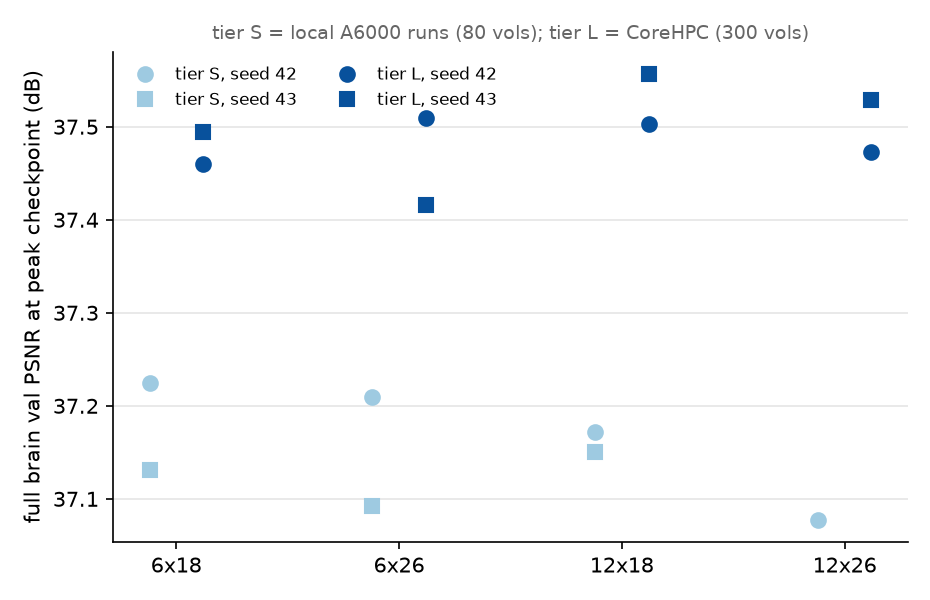 tier S = local A6000 runs (80 vols); tier L = CoreHPC (300 vols)
tier S, seed 42
tier S, seed 43
tier L, seed 42
tier L, seed 43
full brain val PSNR at peak checkpoint (dB)
37.5
37.4
37.3
37.2
37.1
6x18 6x26 12x18 12x26